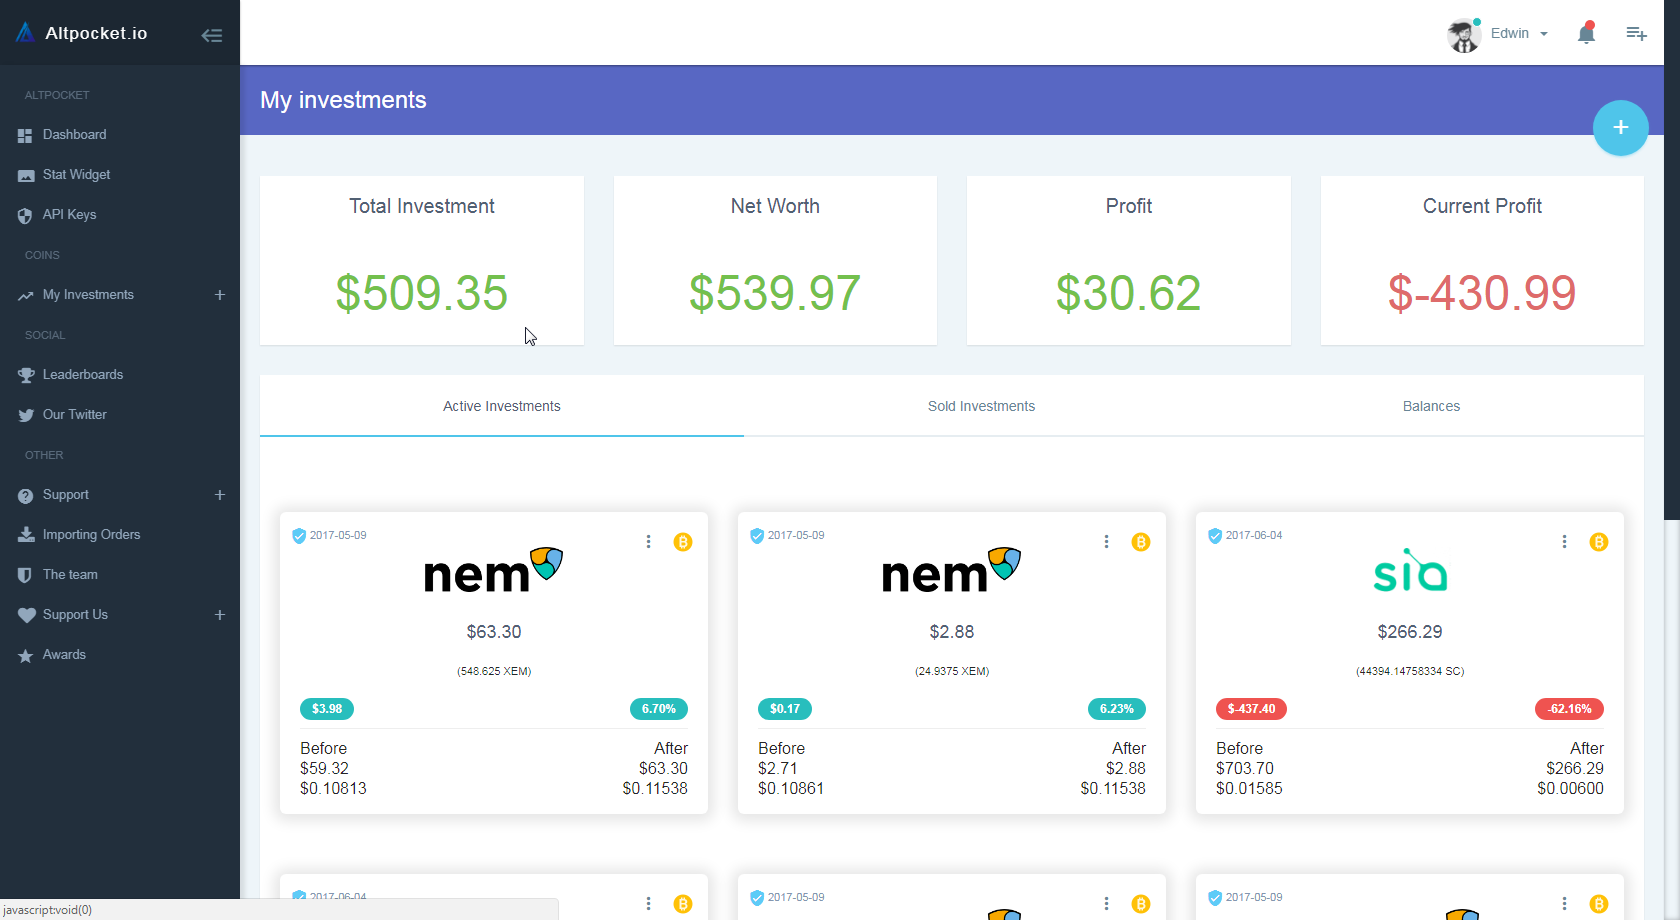 Altpocket.io
Edwin
ALTPOCKET
Dashboard
Stat Widget
API Keys
COINS
My Investments
SOCIAL
Leaderboards
Our Twitter
OTHER
Support
Importing Orders
The team
Support Us
Awards
javascript:void(0)
My investments
+
Total Investment
$509.35
Net Worth
$539.97
Profit
$30.62
Current Profit
$-430.99
Active Investments
Sold Investments
Balances
2017-05-09
nem
$63.30
(548.625 XEM)
$3.98
6.70%
Before
After
$59.32
$63.30
$0.10813
$0.11538
2017-05-09
nem
$2.88
(24.9375 XEM)
$0.17
6.23%
Before
After
$2.71
$2.88
$0.10861
$0.11538
2017-06-04
sia
$266.29
(44394.14758334 SC)
$-437.40
-62.16%
Before
After
$703.70
$266.29
$0.01585
$0.00600
2017-06-04
2017-05-09
2017-05-09